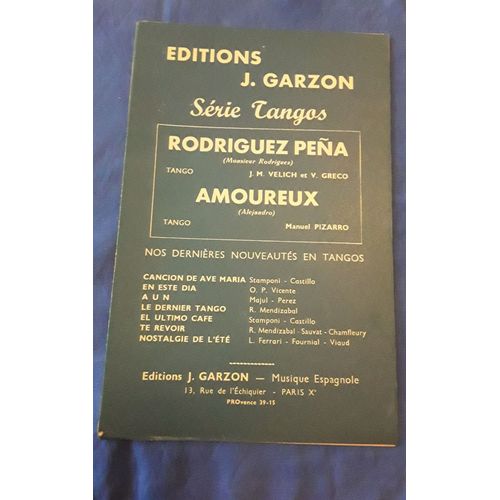 EDITIONS
J. GARZON
Série Tangos
RODRIGUEZ PEÑA
(Monsieur Rodrigues)
TANGO J. M. VELICH et V. GRECO
AMOUREUX
(Alejandro)
TANGO Manuel PIZARRO
NOS DERNIÈRES NOUVEAUTÉS EN TANGOS
CANCION DE AVE MARIA Stamponi - Castillo
EN ESTE DIA O. P. Vicente
AUN Majul - Perez
LE DERNIER TANGO R. Mendizabal
EL ULTIMO CAFE Stamponi - Castillo
TE REVOIR R. Mendizabal - Sauvat - Chamfleury
NOSTALGIE DE L'ÉTÉ L. Ferrari - Fournial - Viaud
Editions J. GARZON — Musique Espagnole
13, Rue de l'Échiquier - PARIS Xe
PROvence 39-15